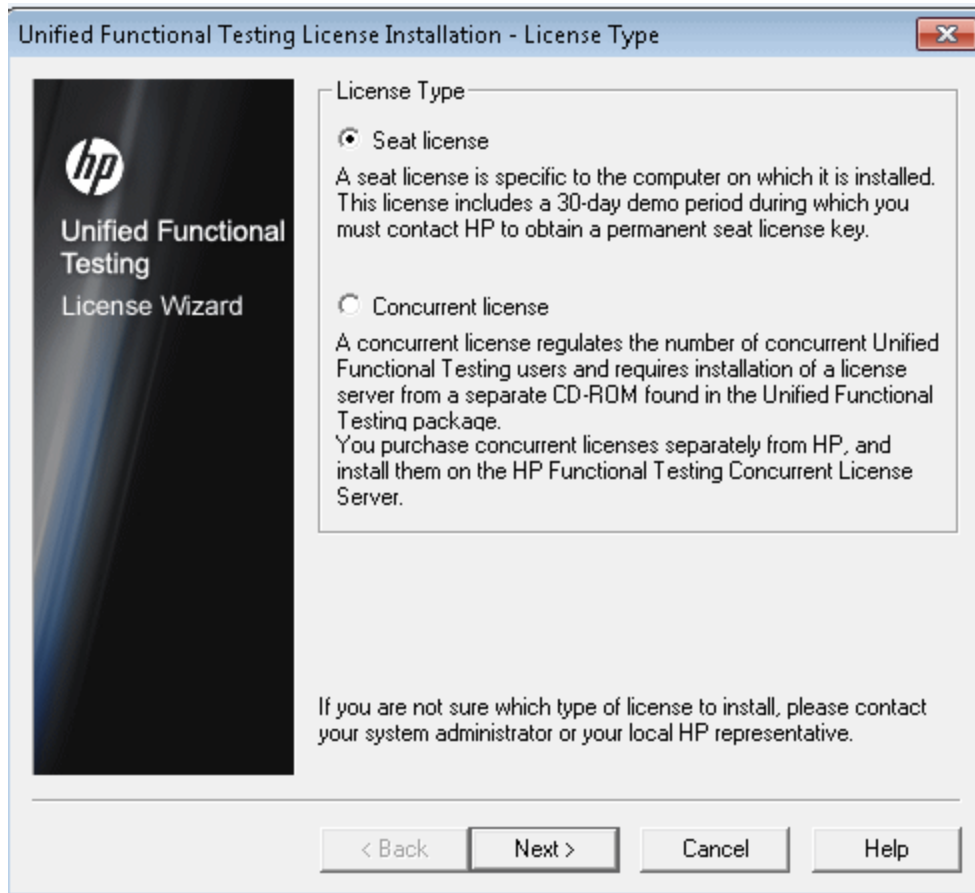 Unified Functional Testing License Installation - License Type
hp
Unified Functional
Testing
License Wizard
License Type
Seat license
A seat license is specific to the computer on which it is installed.
This license includes a 30-day demo period during which you
must contact HP to obtain a permanent seat license key.
Concurrent license
A concurrent license regulates the number of concurrent Unified
Functional Testing users and requires installation of a license
server from a separate CD-ROM found in the Unified Functional
Testing package.
You purchase concurrent licenses separately from HP, and
install them on the HP Functional Testing Concurrent License
Server.
If you are not sure which type of license to install, please contact
your system administrator or your local HP representative.
< Back
Next >
Cancel
Help